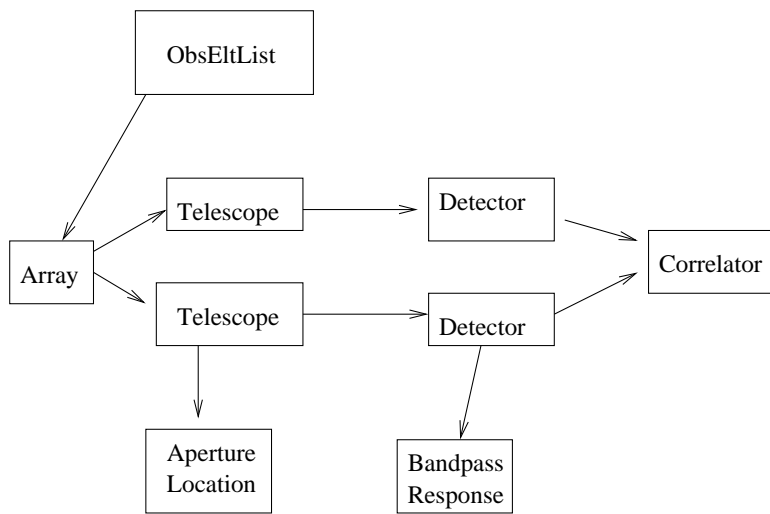 ObsEltList
Telescope
Detector
Array
Correlator
Telescope
Detector
Aperture
Location
Bandpass
Response